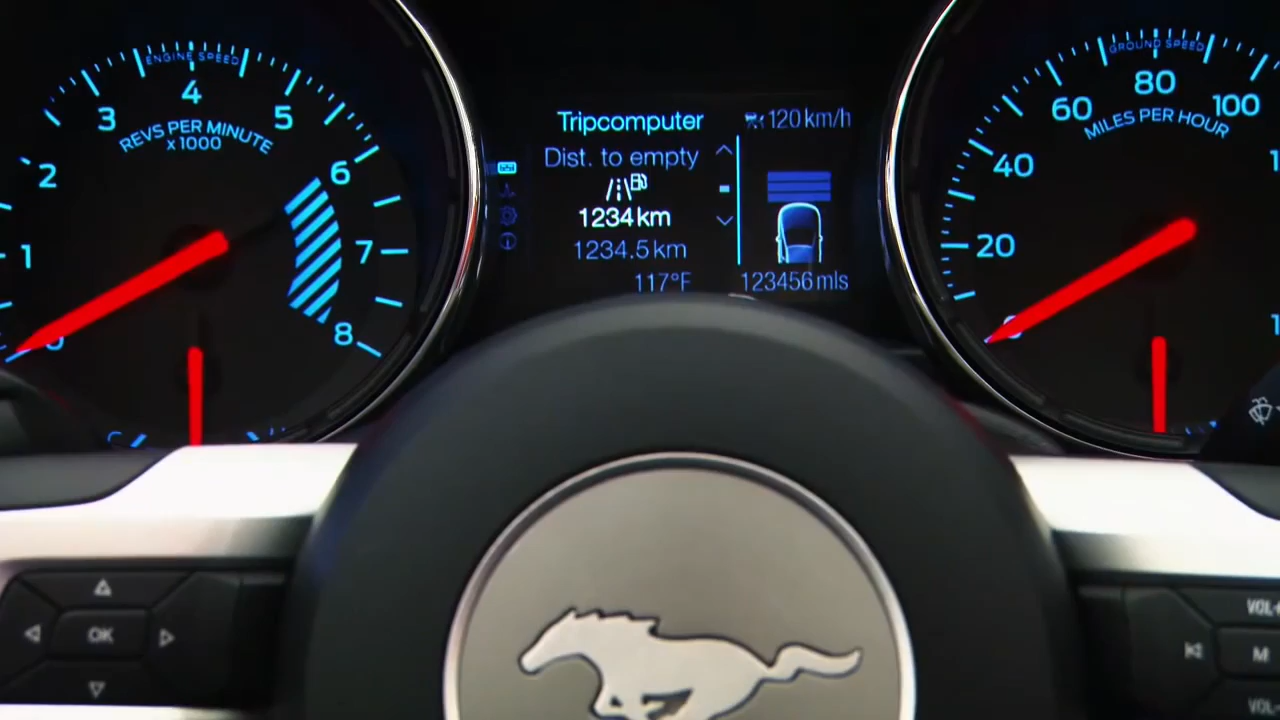 ENGINE SPEED
4
3
5
REVS PER MINUTE
x1000
2
6
1
7
8
Tripcomputer
Dist. to empty
1234 km
1234.5 km
117°F
120 km/h
123456 mls
GROUND SPEED
80
60
100
MILES PER HOUR
40
20
OK
VOL+
M
VOL-